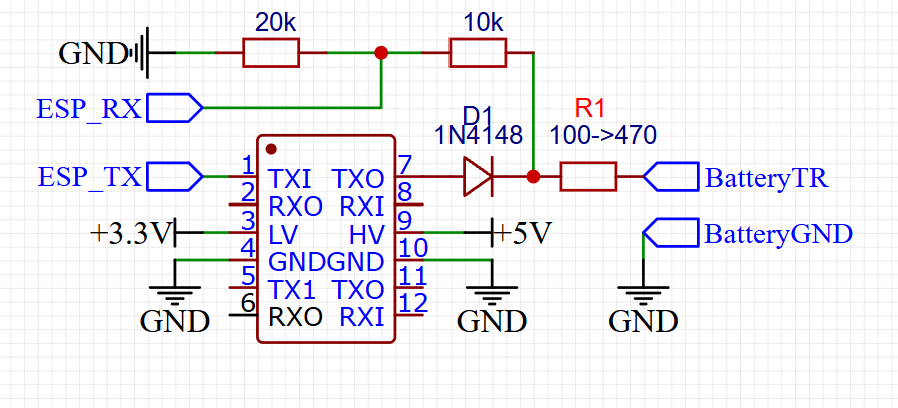 20k
10k
GND
ESP_RX
D1
1N4148
R1
100->470
ESP_TX
BatteryTR
1 TXI TXO 7
2 RXO RXI 8
+3.3V 3 LV HV 9 +5V
BatteryGND
4 GND GND 10
5 TX1 TXO 11
6 RXO RXI 12
GND
GND
GND